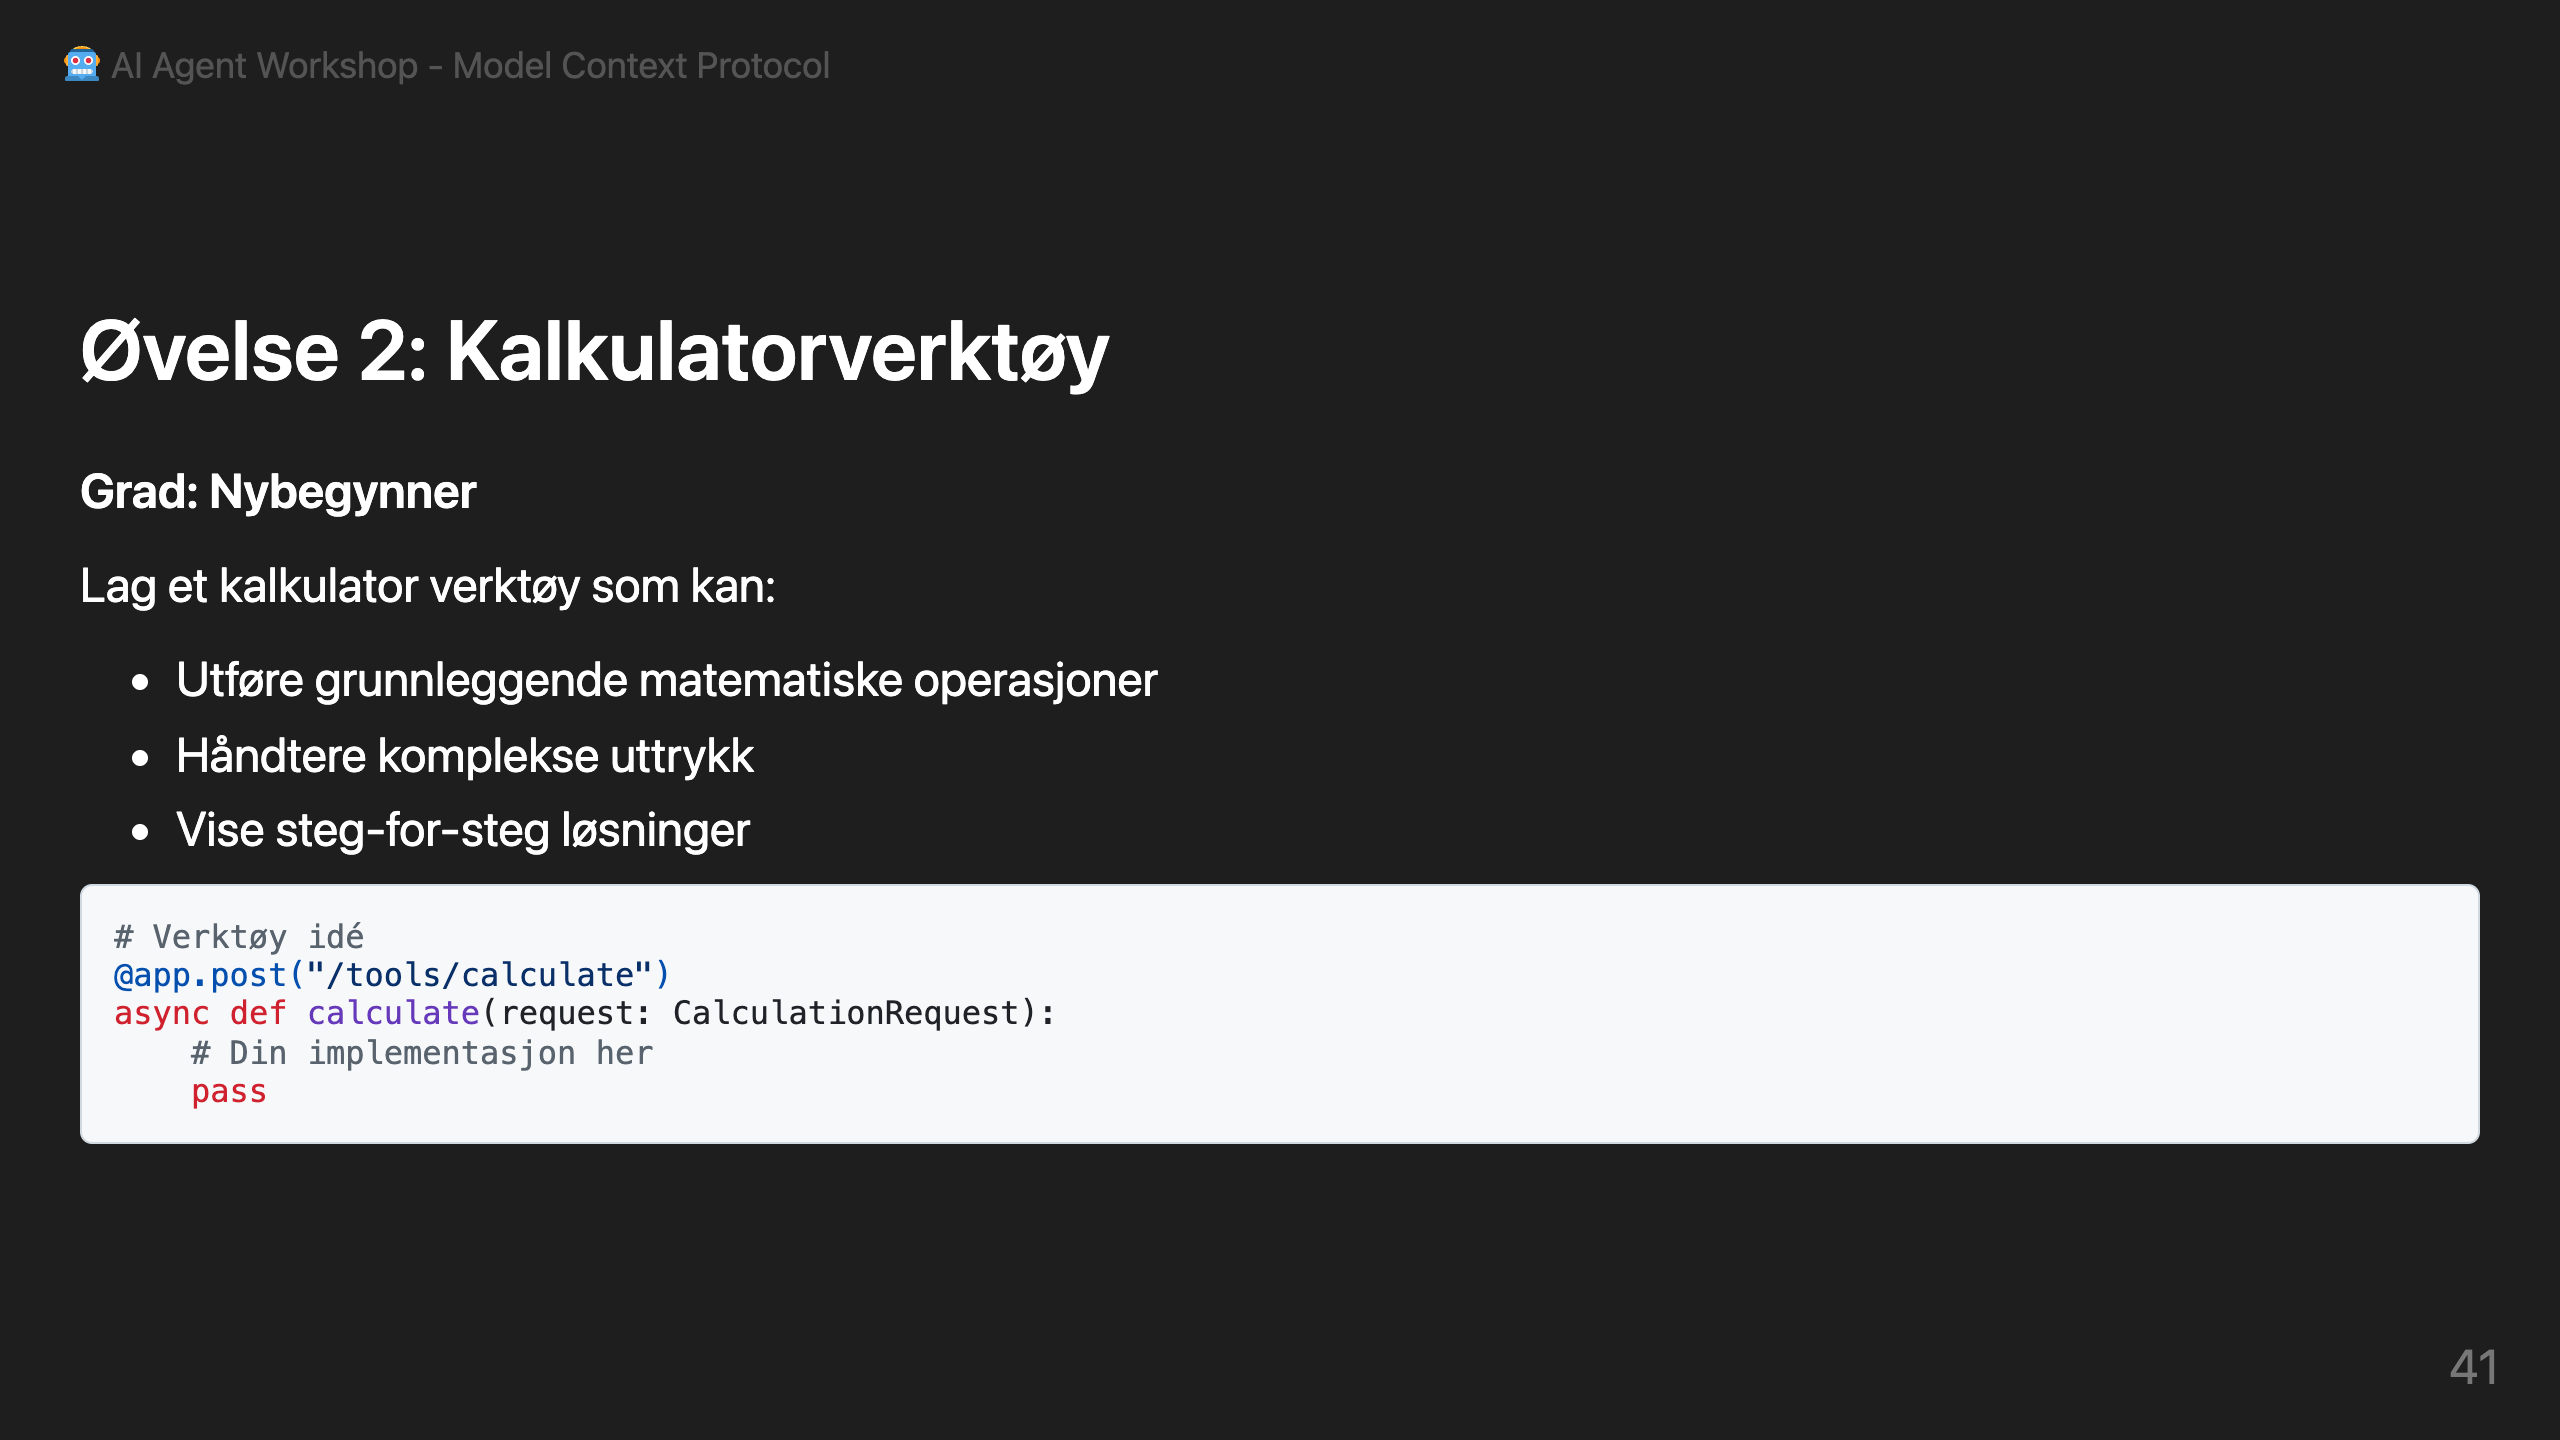 AI Agent Workshop - Model Context Protocol
Øvelse 2: Kalkulatorverktøy
Grad: Nybegynner
Lag et kalkulator verktøy som kan:
• Utføre grunnleggende matematiske operasjoner
• Håndtere komplekse uttrykk
• Vise steg-for-steg løsninger
# Verktøy idé
@app.post("/tools/calculate")
async def calculate(request: CalculationRequest):
    # Din implementasjon her
    pass
41